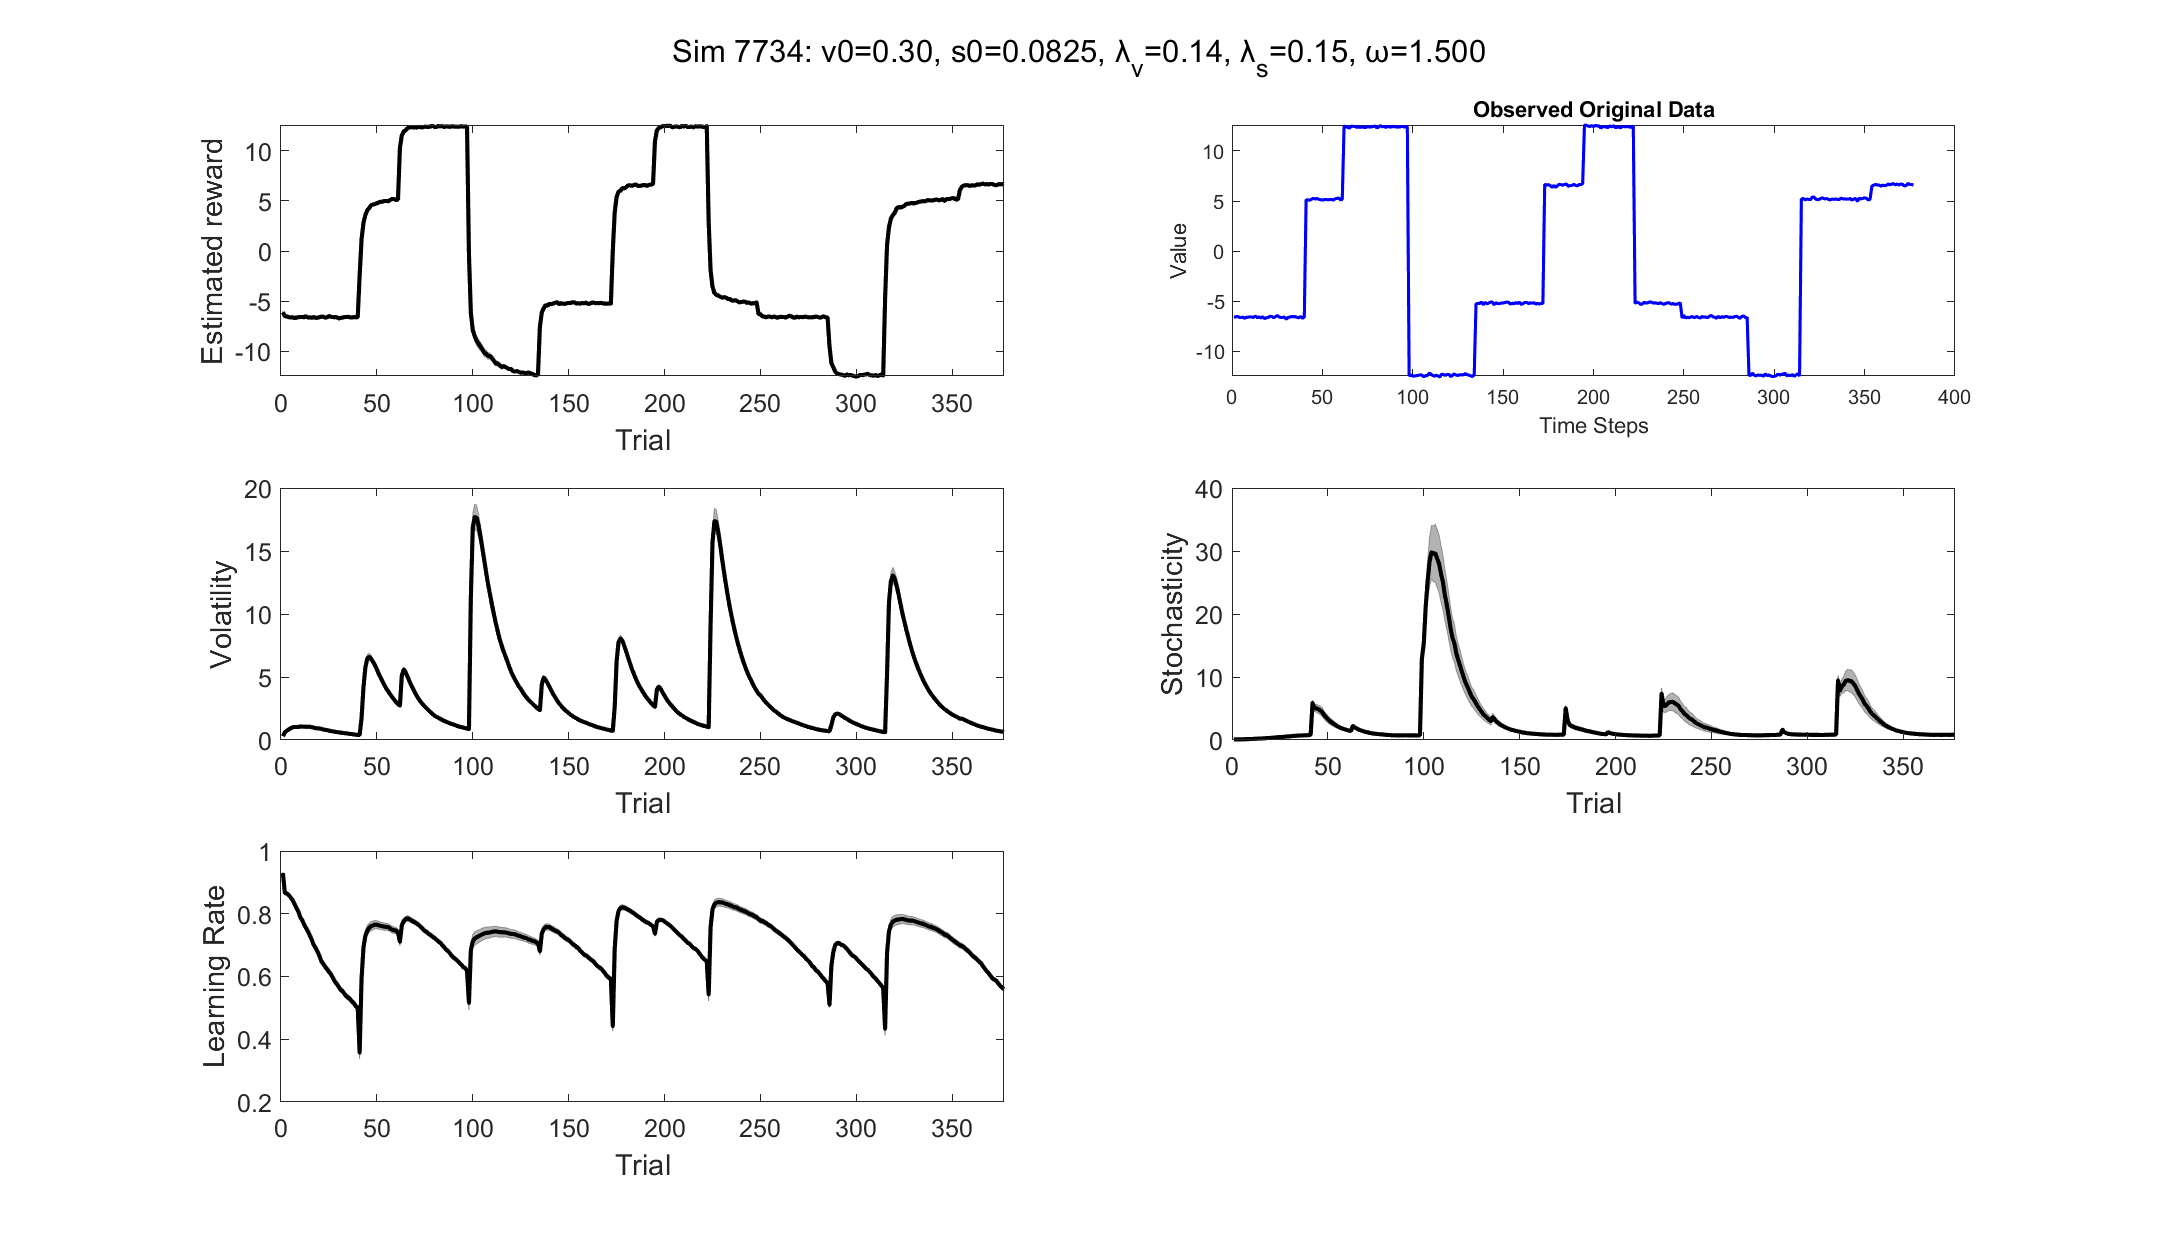 Sim 7734: v0=0.30, s0=0.0825, λ_v=0.14, λ_s=0.15, ω=1.500
Estimated reward
10
5
0
-5
-10
0 50 100 150 200 250 300 350
Trial
Observed Original Data
Value
10
5
0
-5
-10
0 50 100 150 200 250 300 350 400
Time Steps
Volatility
20
15
10
5
0
0 50 100 150 200 250 300 350
Trial
Stochasticity
40
30
20
10
0
0 50 100 150 200 250 300 350
Trial
Learning Rate
1
0.8
0.6
0.4
0.2
0 50 100 150 200 250 300 350
Trial